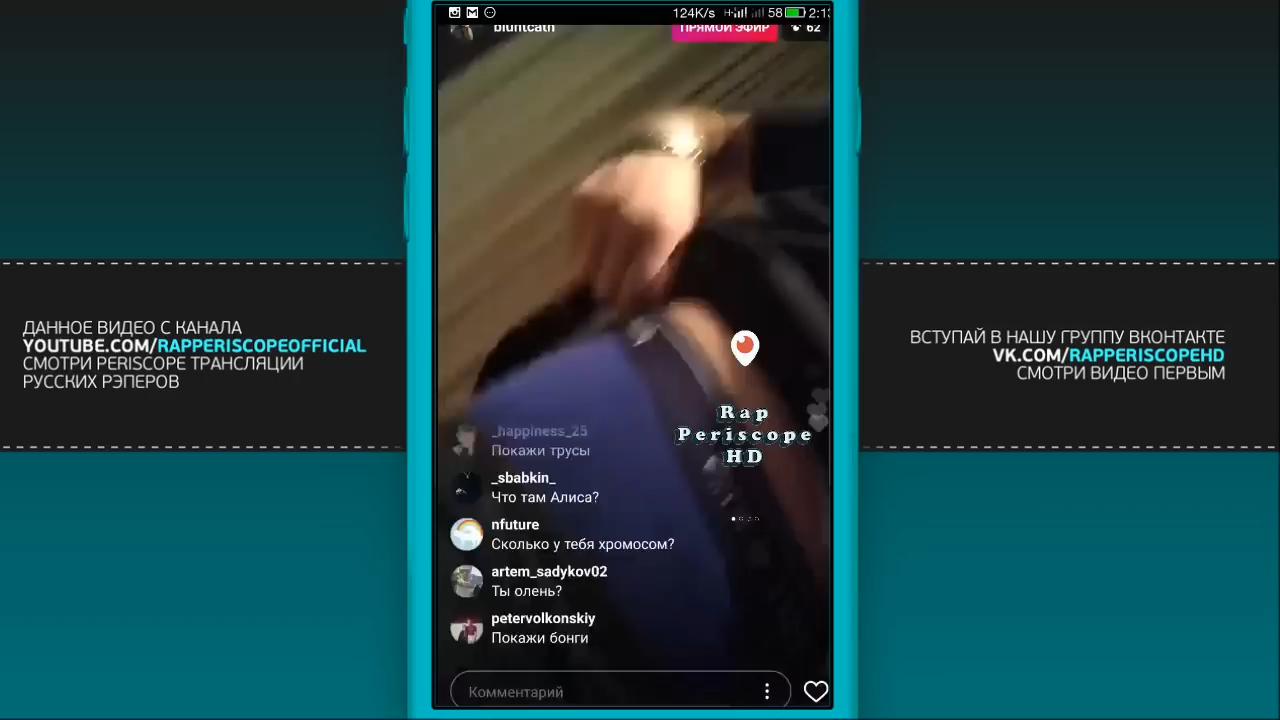 124K/s
H
58
2:13
bluntcath
ПРЯМОЙ ЭФИР
62
ДАННОЕ ВИДЕО С КАНАЛА
YOUTUBE.COM/RAPPERISCOPEOFFICIAL
СМОТРИ PERISCOPE ТРАНСЛЯЦИИ
РУССКИХ РЭПЕРОВ
ВСТУПАЙ В НАШУ ГРУППУ ВКОНТАКТЕ
VK.COM/RAPPERISCOPEHD
СМОТРИ ВИДЕО ПЕРВЫМ
Rap
Periscope
HD
_happiness_25
Покажи трусы
_sbabkin_
Что там Алиса?
nfuture
Сколько у тебя хромосом?
artem_sadykov02
Ты олень?
petervolkonskiy
Покажи бонги
Комментарий